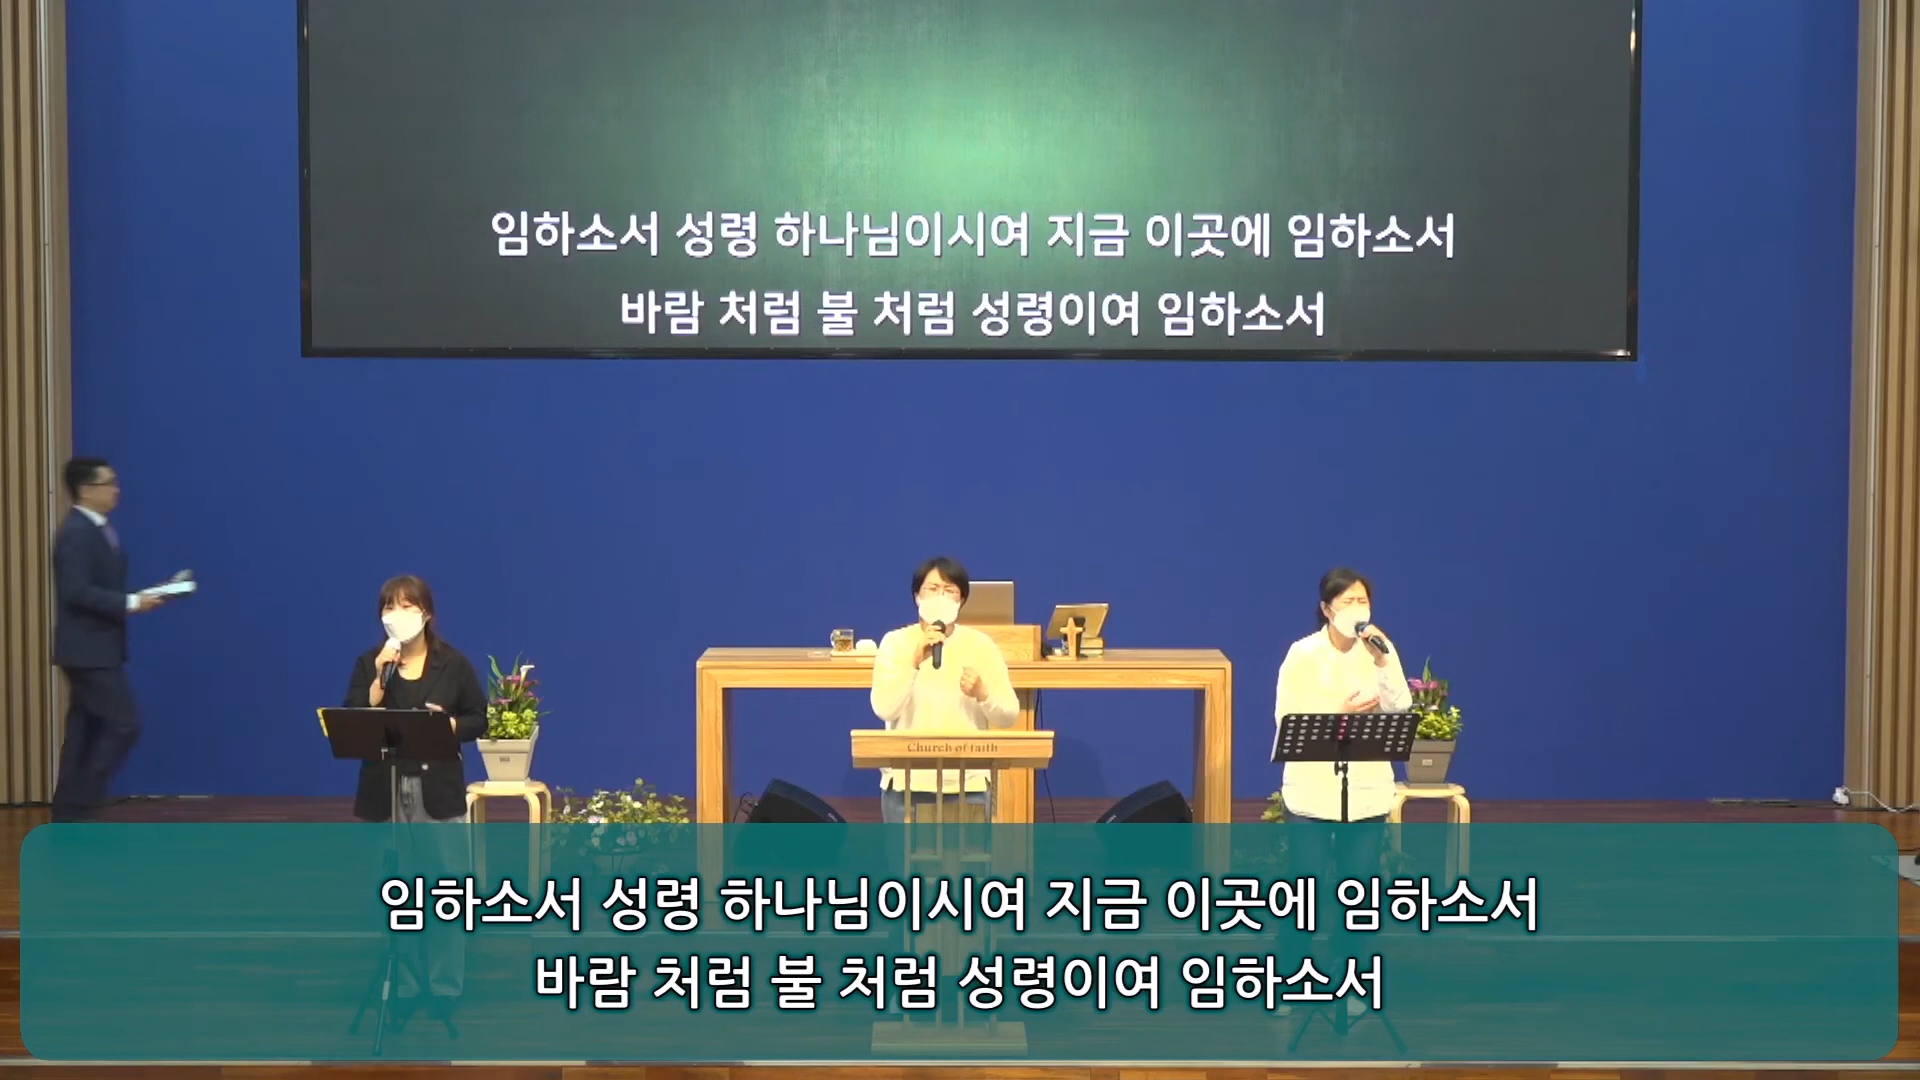 임하소서 성령 하나님이시여 지금 이곳에 임하소서
바람 처럼 불 처럼 성령이여 임하소서
Church of faith
임하소서 성령 하나님이시여 지금 이곳에 임하소서
바람 처럼 불 처럼 성령이여 임하소서